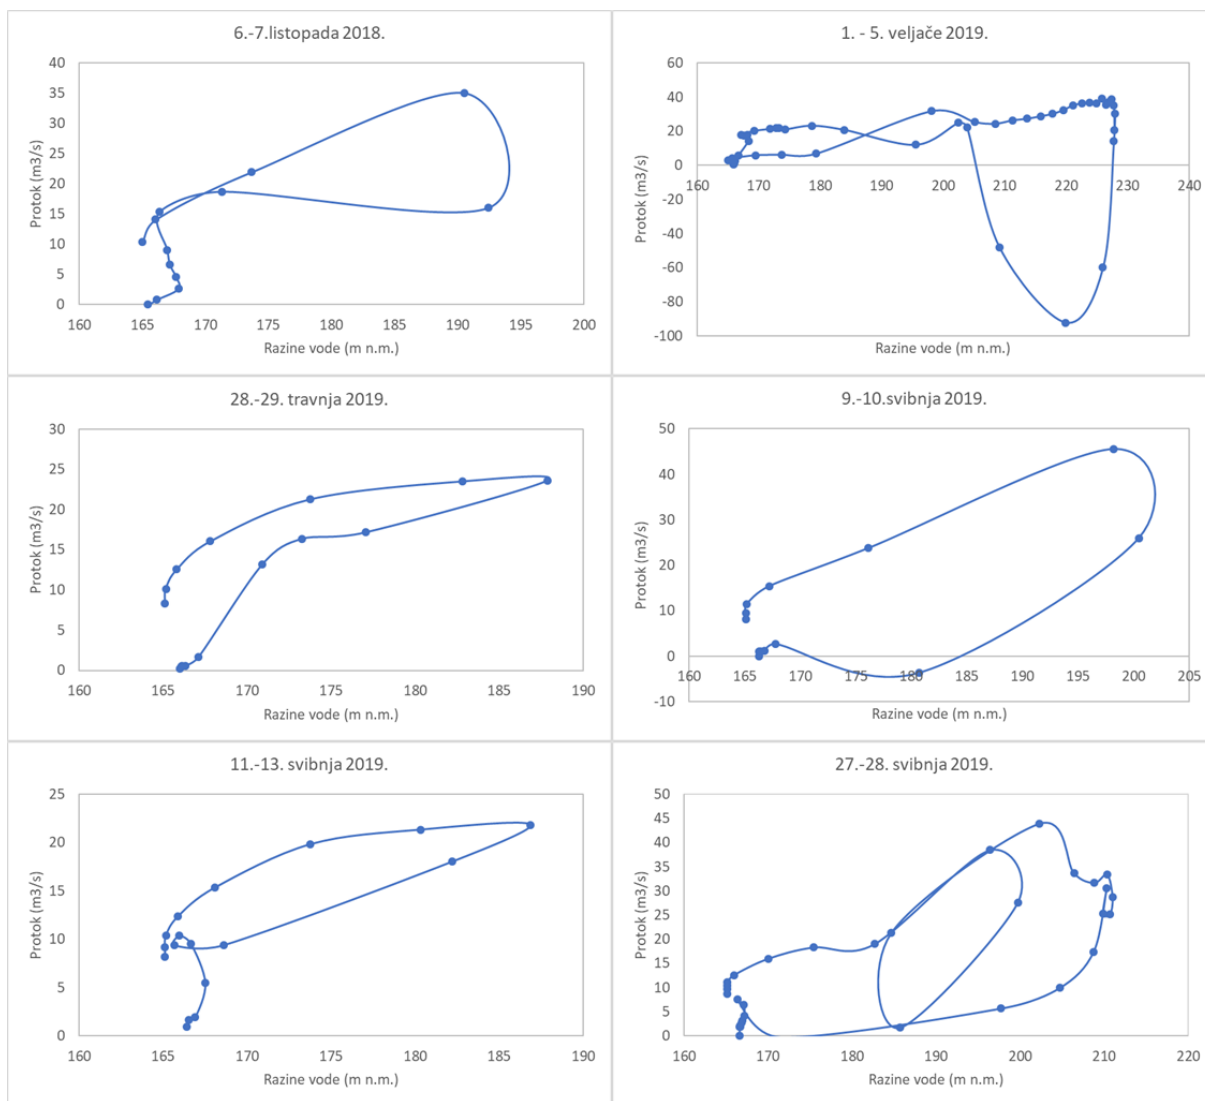 6.-7.listopada 2018.
40
35
30
25
20
15
10
5
0
Protok (m3/s)
160 165 170 175 180 185 190 195 200
Razine vode (m n.m.)
1. - 5. veljače 2019.
60
40
20
0
-20
-40
-60
-80
-100
Protok (m3/s)
160 170 180 190 200 210 220 230 240
Razine vode (m n.m.)
28.-29. travnja 2019.
30
25
20
15
10
5
0
Protok (m3/s)
160 165 170 175 180 185 190
Razine vode (m n.m.)
9.-10.svibnja 2019.
50
40
30
20
10
0
-10
Protok (m3/s)
160 165 170 175 180 185 190 195 200 205
Razine vode (m n.m.)
11.-13. svibnja 2019.
25
20
15
10
5
0
Protok (m3/s)
160 165 170 175 180 185 190
Razine vode (m n.m.)
27.-28. svibnja 2019.
50
45
40
35
30
25
20
15
10
5
0
Protok (m3/s)
160 170 180 190 200 210 220
Razine vode (m n.m.)